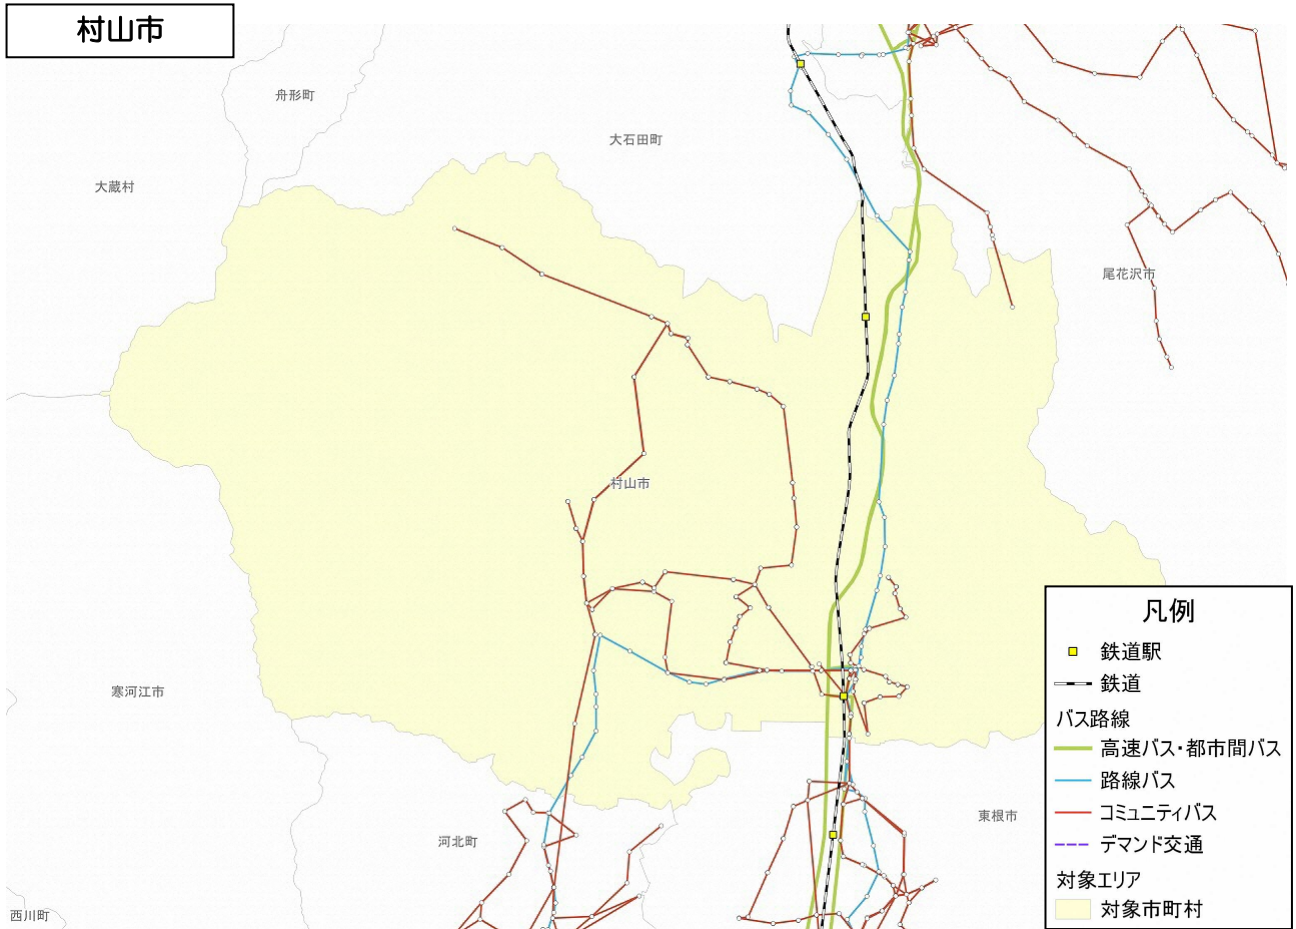 村山市
舟形町
大石田町
大蔵村
尾花沢市
村山市
寒河江市
東根市
河北町
西川町
凡例
鉄道駅
鉄道
バス路線
高速バス・都市間バス
路線バス
コミュニティバス
デマンド交通
対象エリア
対象市町村